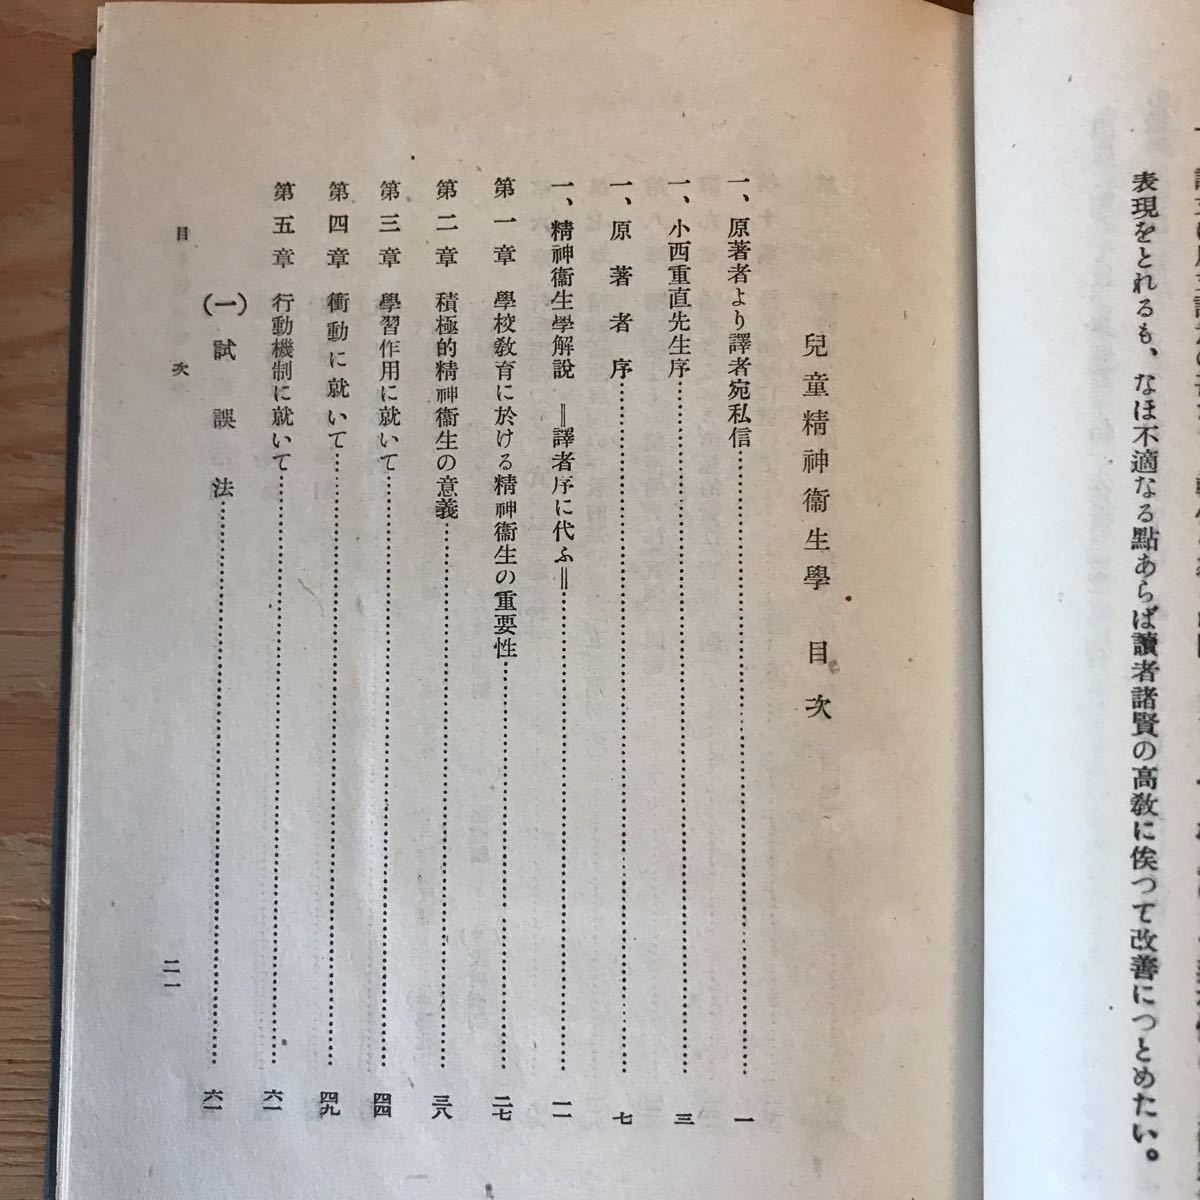 表現をとれるも、なほ不適なる點あらば讀者諸賢の高敎に俟つて改善につとめたい。
兒童精神衞生學 目次
一、原著者より譯者宛私信……一
一、小西重直先生序……三
一、原著者序……七
一、精神衞生學解說 ‖譯者序に代ふ‖……一一
第一章 學校敎育に於ける精神衞生の重要性……二七
第二章 積極的精神衞生の意義……三八
第三章 學習作用に就いて……四四
第四章 衝動に就いて……四九
第五章 行動機制に就いて……六一
(一) 試誤法……六一
目次
二一